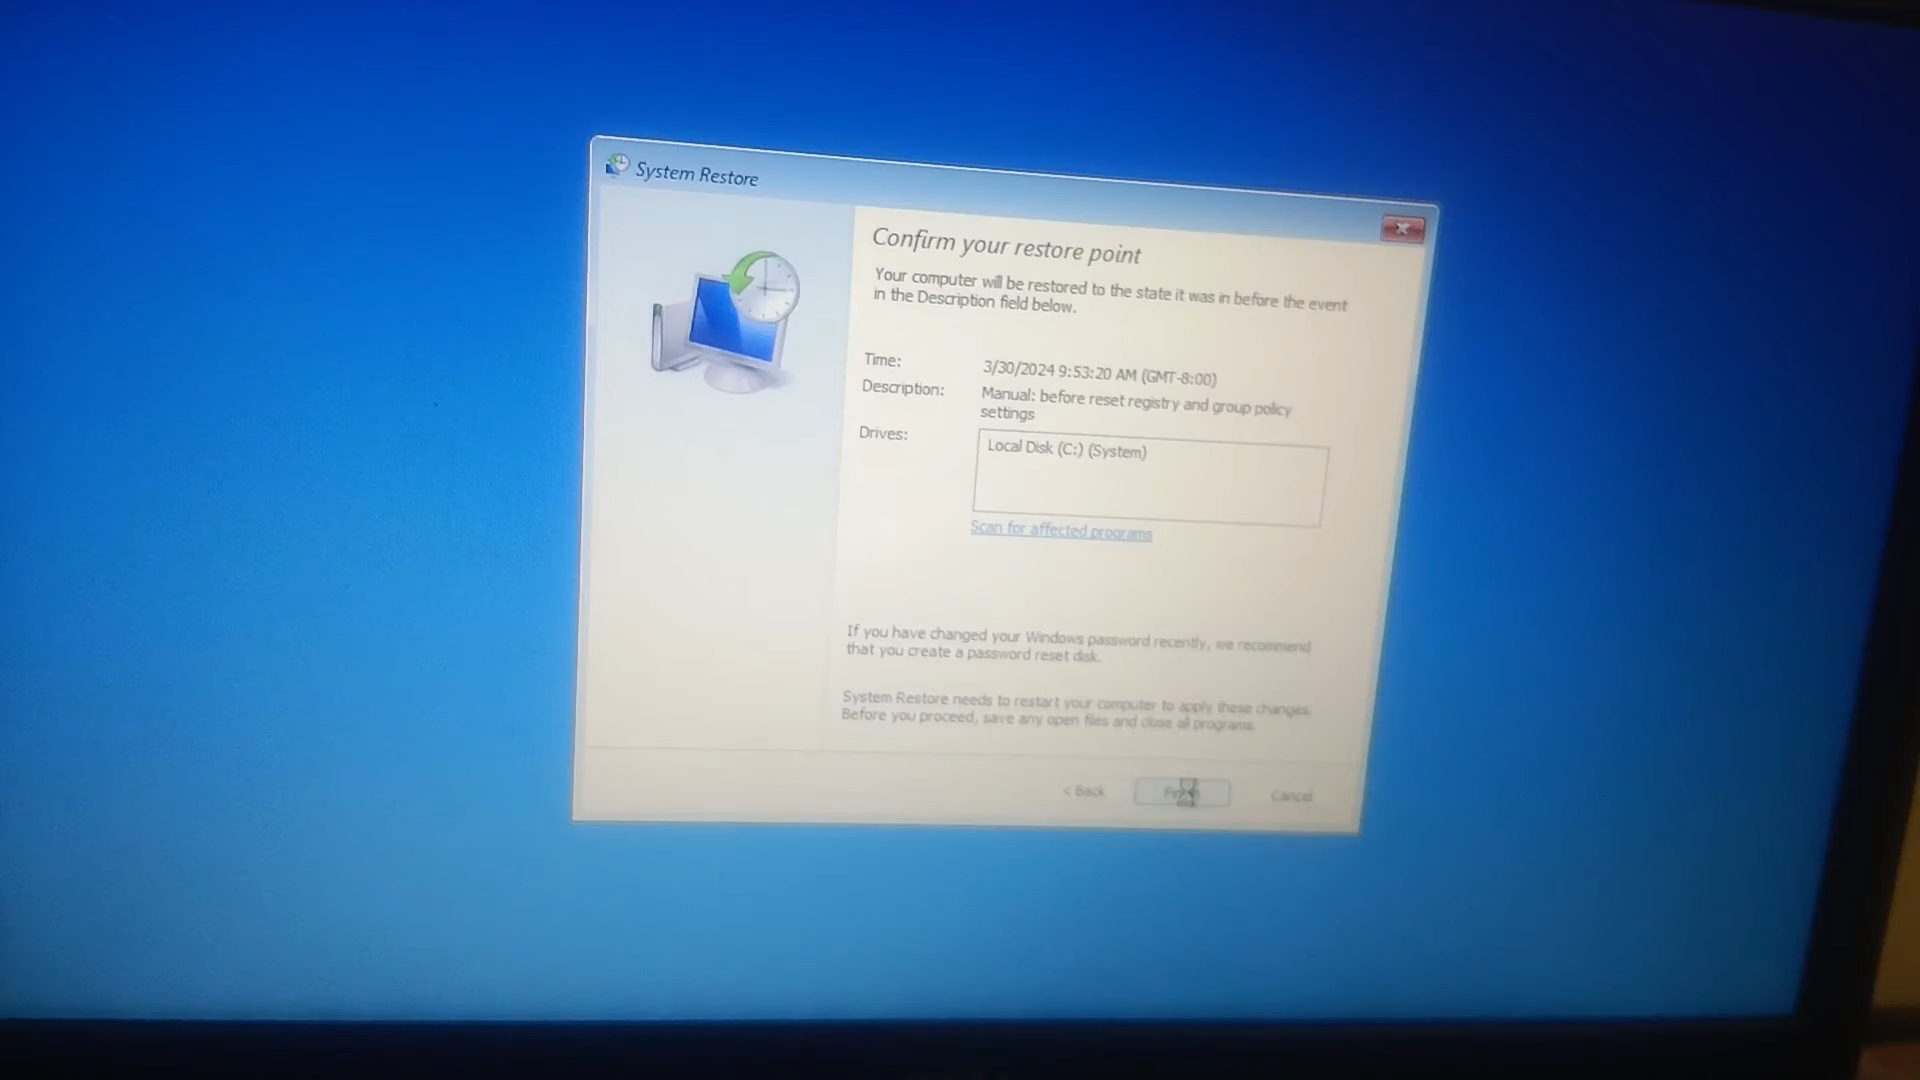 System Restore
Confirm your restore point
Your computer will be restored to the state it was in before the event
in the Description field below.
Time: 3/30/2024 9:53:20 AM (GMT-8:00)
Description: Manual: before reset registry and group policy
settings
Drives: Local Disk (C:) (System)
Scan for affected programs
If you have changed your Windows password recently, we recommend
that you create a password reset disk.
System Restore needs to restart your computer to apply these changes.
Before you proceed, save any open files and close all programs.
< Back Finish Cancel